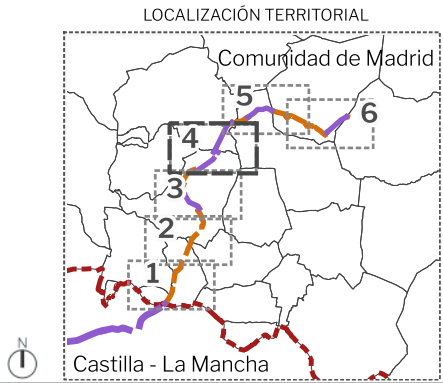 LOCALIZACIÓN TERRITORIAL
Comunidad de Madrid
5
6
4
3
2
1
N
Castilla - La Mancha